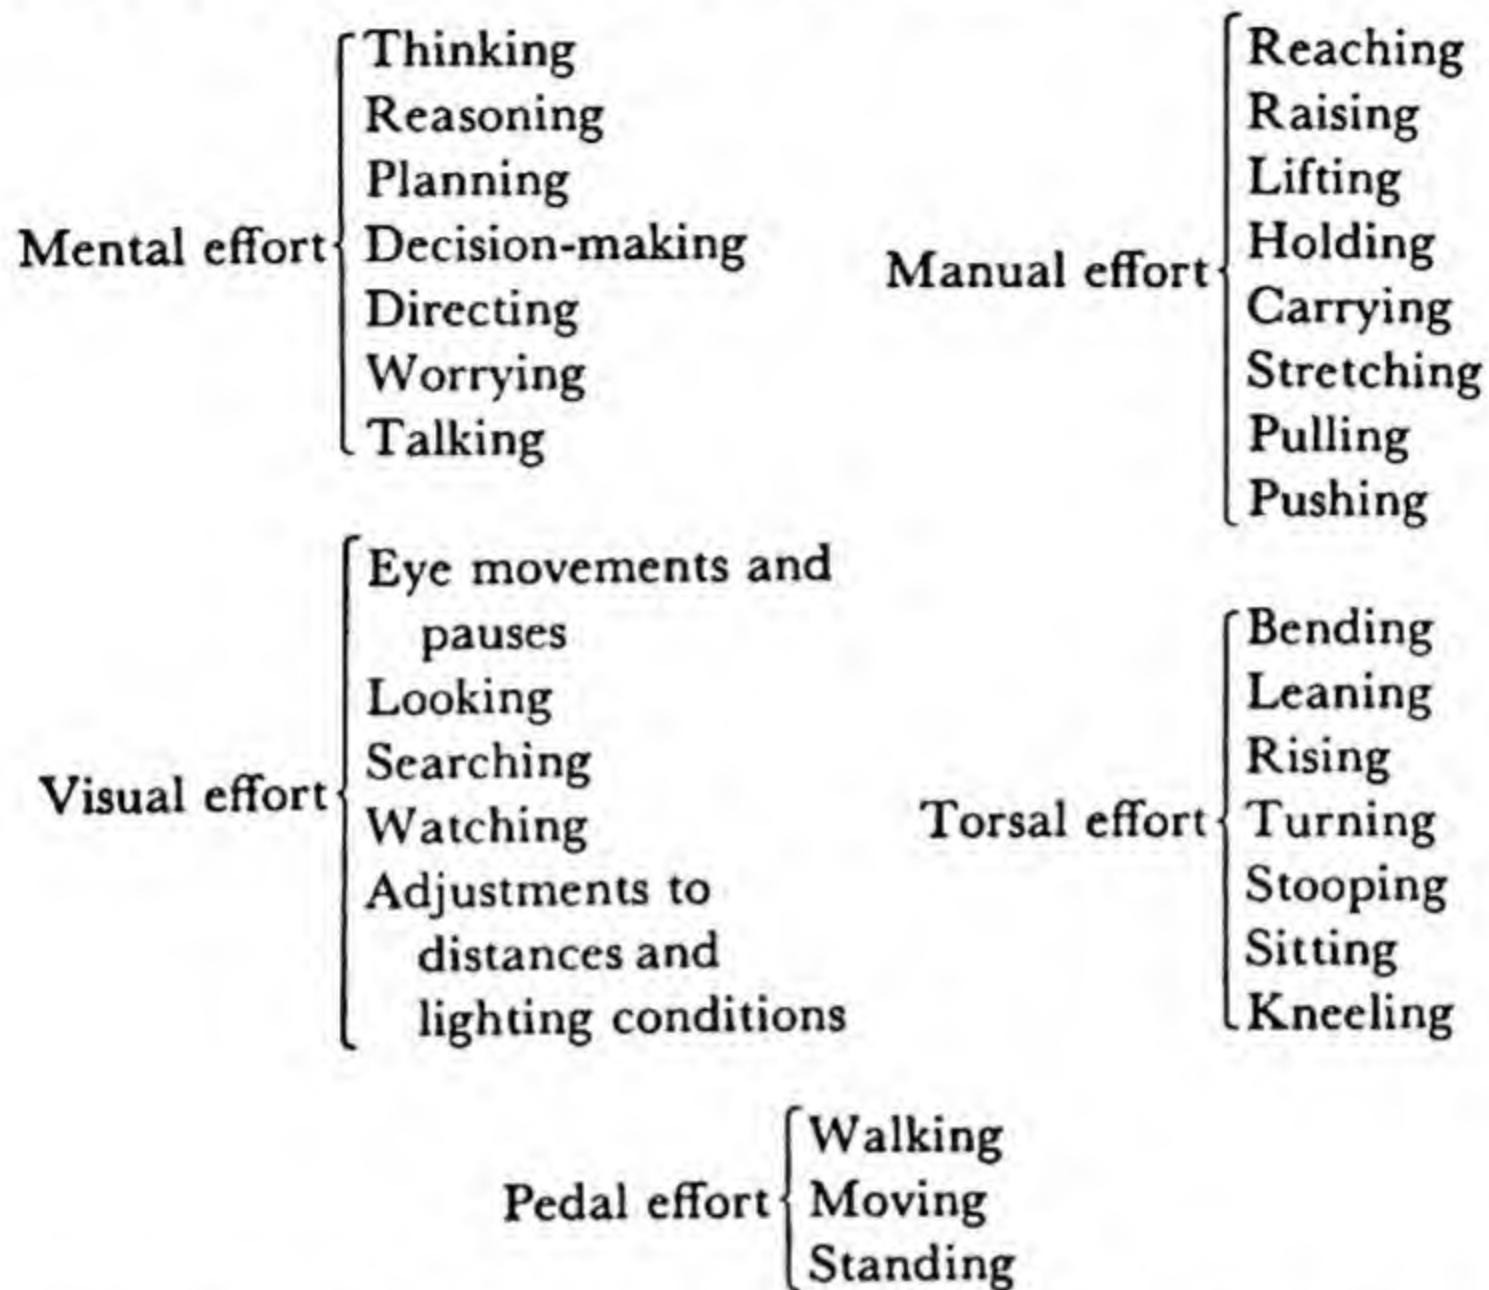 Mental effort
Thinking
Reasoning
Planning
Decision-making
Directing
Worrying
Talking
Manual effort
Reaching
Raising
Lifting
Holding
Carrying
Stretching
Pulling
Pushing
Visual effort
Eye movements and
pauses
Looking
Searching
Watching
Adjustments to
distances and
lighting conditions
Torsal effort
Bending
Leaning
Rising
Turning
Stooping
Sitting
Kneeling
Pedal effort
Walking
Moving
Standing